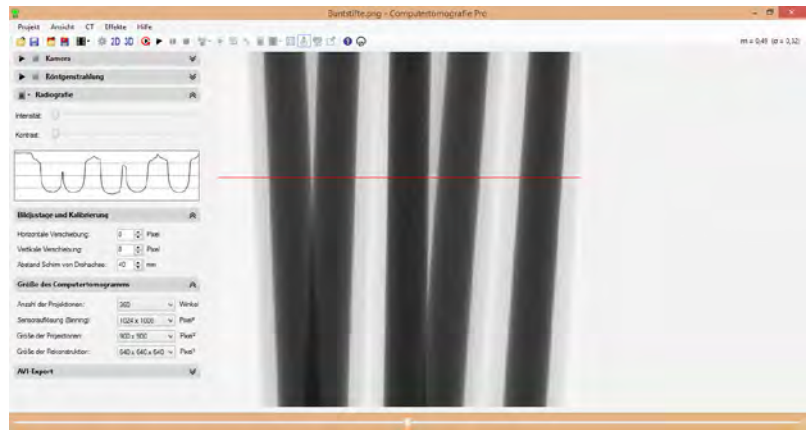 Buntstifte.png - Computertomografie Pro
Projekt Ansicht CT Effekte Hilfe
2D 3D
m = 0,49 (σ = 0,32)
Kamera
Röntgenstrahlung
Radiografie
Intensität:
Kontrast:
Bildjustage und Kalibrierung
Horizontale Verschiebung: 0 Pixel
Vertikale Verschiebung: 0 Pixel
Abstand Schirm von Drehachse: 40 mm
Größe des Computertomogramms
Anzahl der Projektionen: 360 Winkel
Sensorauflösung (Binning): 1024 x 1000 Pixel²
Größe der Projektionen: 900 x 900 Pixel²
Größe der Rekonstruktion: 640 x 640 x 640 Pixel³
AVI-Export